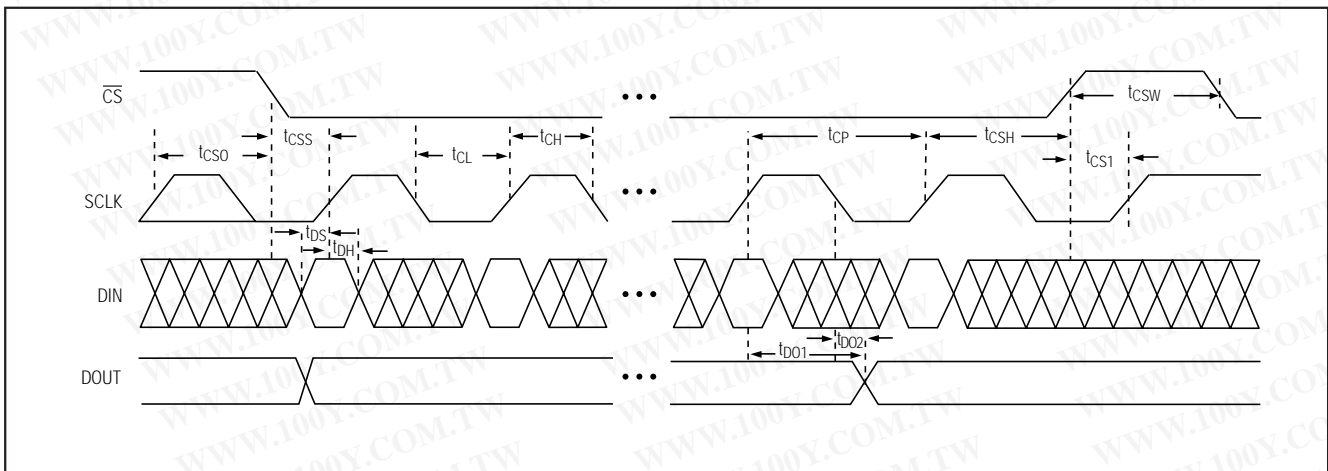 WWW.100Y.COM.TW
CS
tCSW
tCSO
tCSS
tCL
tCH
tCP
tCSH
tCS1
SCLK
tDS
tDH
DIN
tDO1
tDO2
DOUT